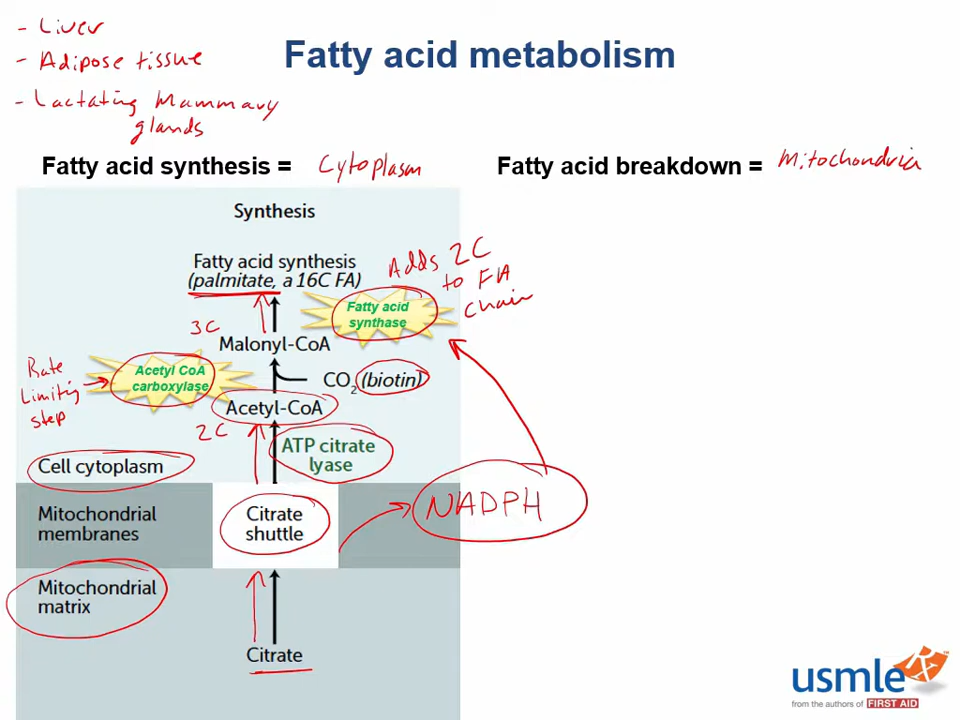 - Liver
- Adipose tissue
- Lactating Mammary
glands
Fatty acid metabolism
Fatty acid synthesis = Cytoplasm
Fatty acid breakdown = Mitochondria
Synthesis
Fatty acid synthesis
(palmitate, a 16C FA)
Adds 2C
to FA
chain
Fatty acid
synthase
3C
Malonyl-CoA
Rate
Limiting
step
Acetyl CoA
carboxylase
CO2 (biotin)
Acetyl-CoA
2C
ATP citrate
lyase
Cell cytoplasm
Mitochondrial
membranes
Citrate
shuttle
NADPH
Mitochondrial
matrix
Citrate
usmle Rx™
from the authors of FIRST AID